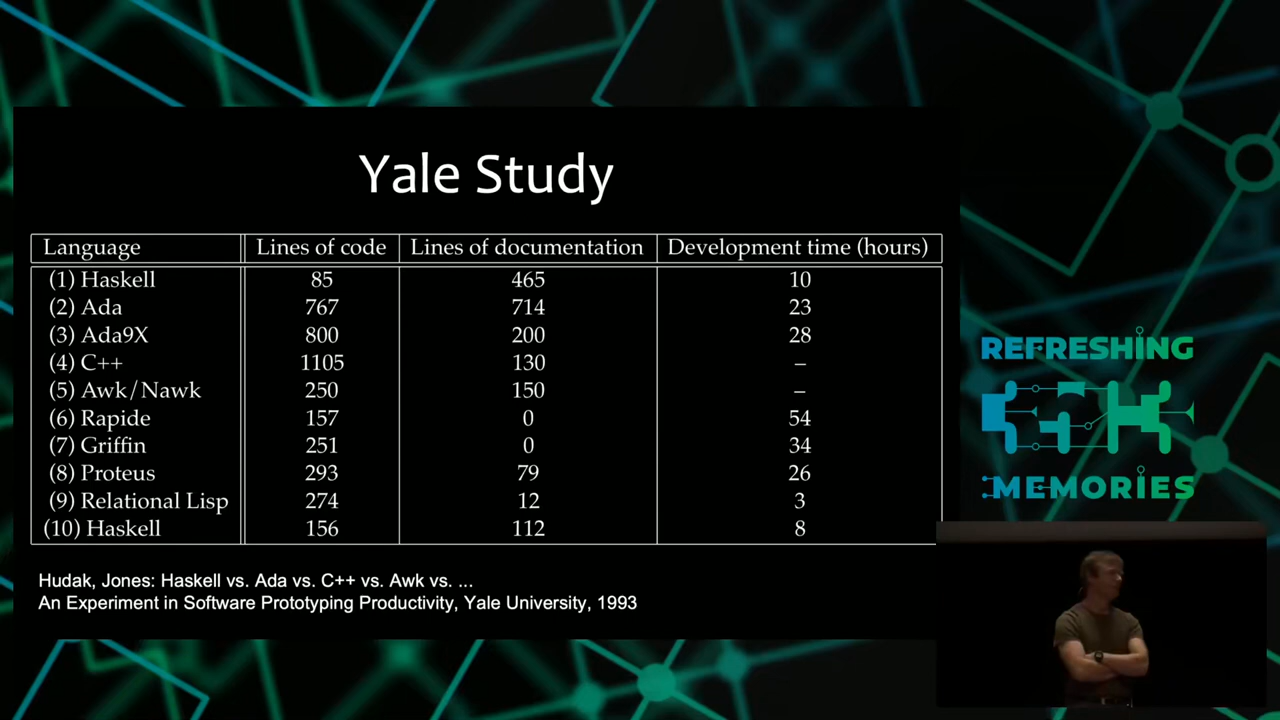 Yale Study
Language Lines of code Lines of documentation Development time (hours)
(1) Haskell 85 465 10
(2) Ada 767 714 23
(3) Ada9X 800 200 28
(4) C++ 1105 130 –
(5) Awk/Nawk 250 150 –
(6) Rapide 157 0 54
(7) Griffin 251 0 34
(8) Proteus 293 79 26
(9) Relational Lisp 274 12 3
(10) Haskell 156 112 8
Hudak, Jones: Haskell vs. Ada vs. C++ vs. Awk vs. ...
An Experiment in Software Prototyping Productivity, Yale University, 1993
REFRESHING
MEMORIES